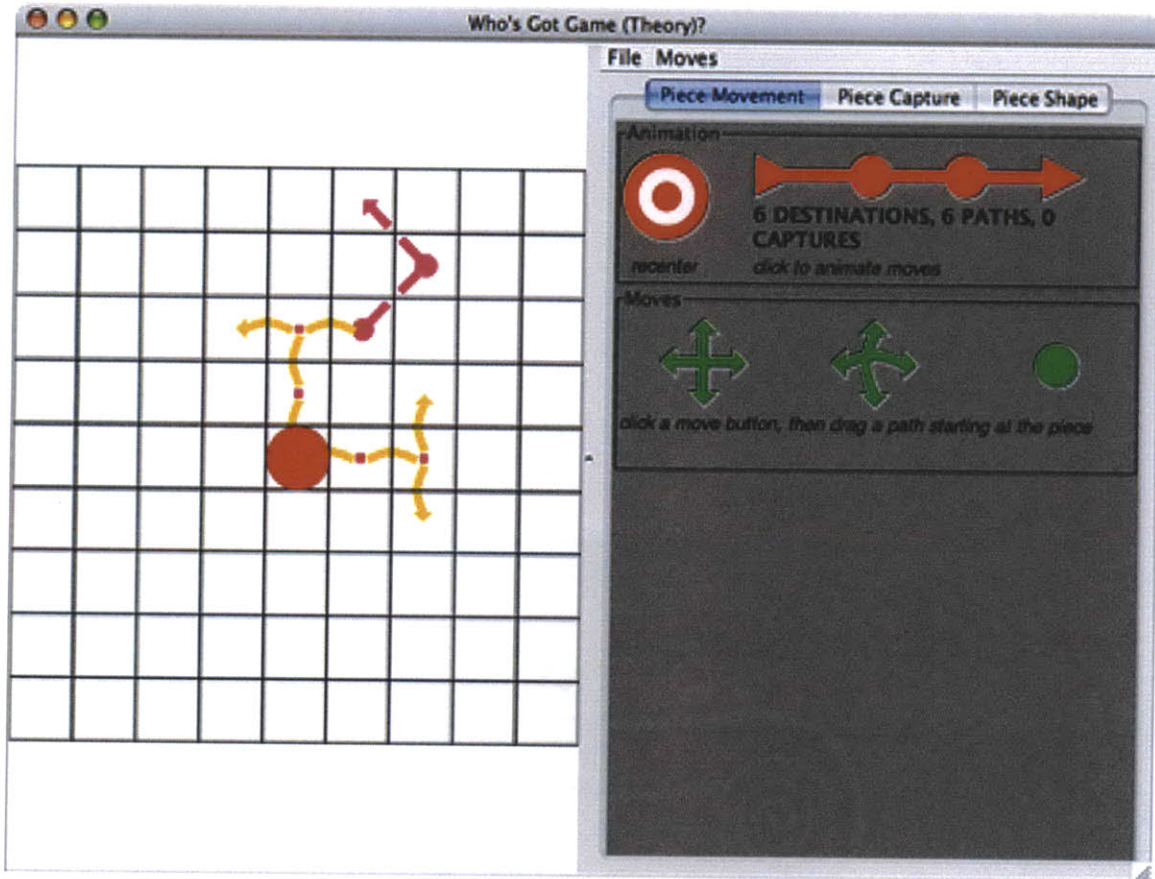 Who's Got Game (Theory)?
File Moves
Piece Movement Piece Capture Piece Shape
Animation
6 DESTINATIONS, 6 PATHS, 0
CAPTURES
recenter click to animate moves
Moves
click a move button, then drag a path starting at the piece